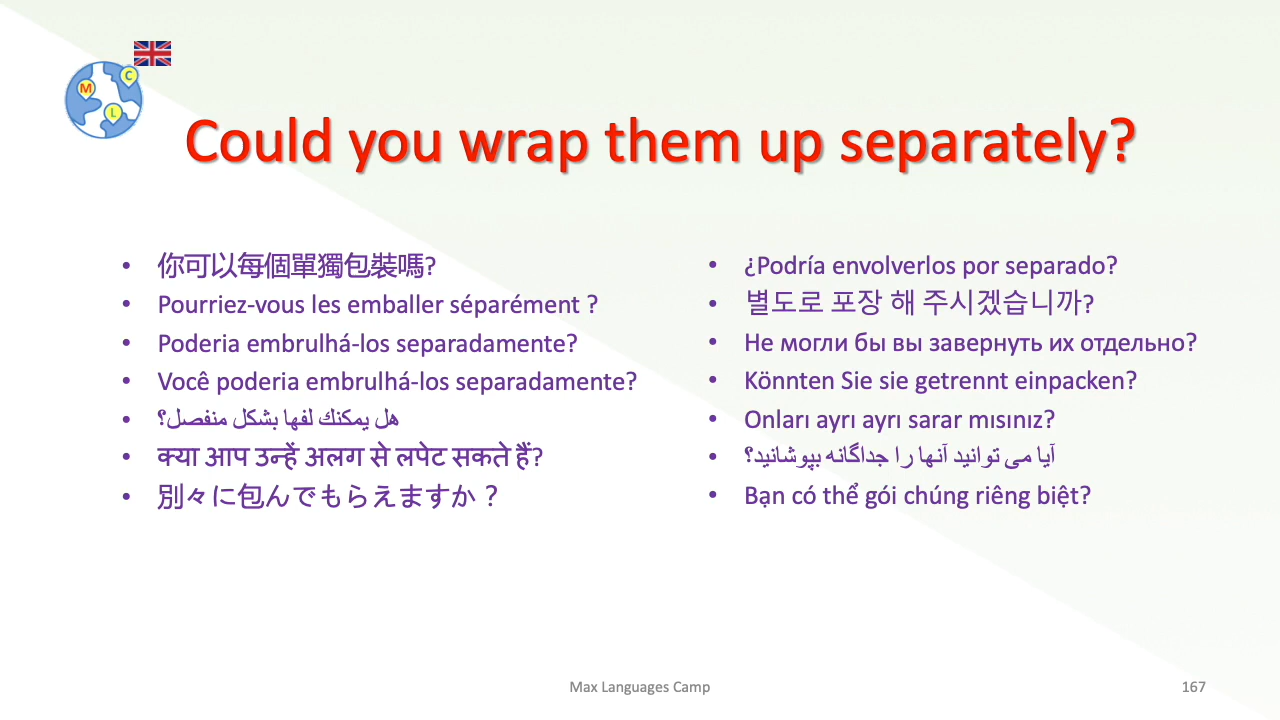 M
C
L
Could you wrap them up separately?
• 你可以每個單獨包裝嗎?
• Pourriez-vous les emballer séparément ?
• Poderia embrulhá-los separadamente?
• Você poderia embrulhá-los separadamente?
• هل يمكنك لفها بشكل منفصل؟
• क्या आप उन्हें अलग से लपेट सकते हैं?
• 別々に包んでもらえますか？
• ¿Podría envolverlos por separado?
• 별도로 포장 해 주시겠습니까?
• Не могли бы вы завернуть их отдельно?
• Könnten Sie sie getrennt einpacken?
• Onları ayrı ayrı sarar mısınız?
• آیا می توانید آنها را جداگانه بپوشانید؟
• Bạn có thể gói chúng riêng biệt?
Max Languages Camp
167